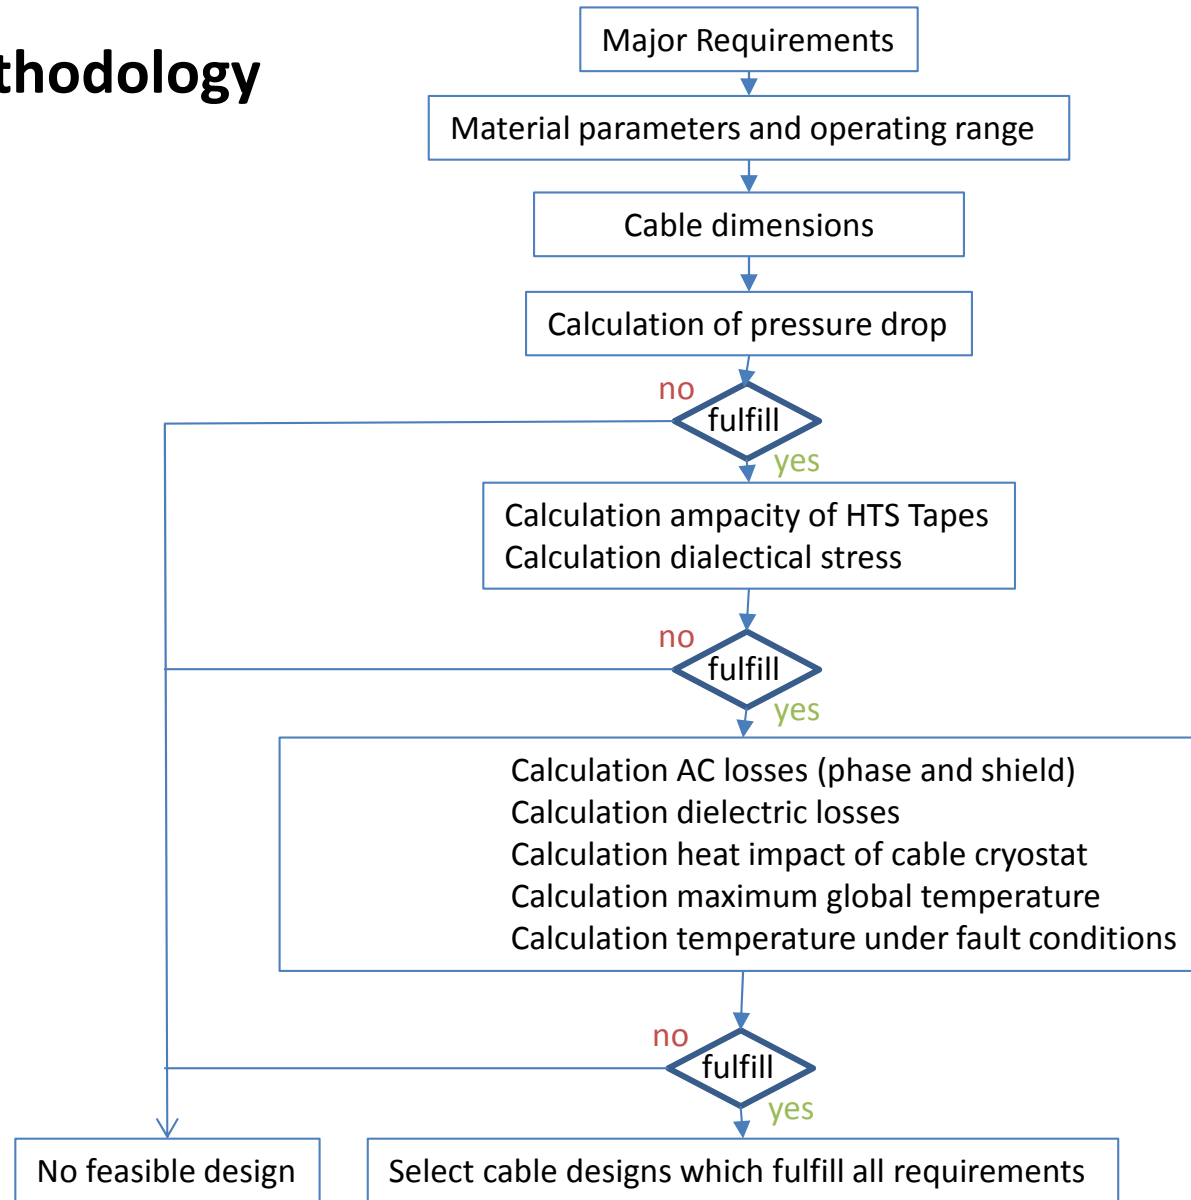 thodology
Major Requirements
Material parameters and operating range
Cable dimensions
Calculation of pressure drop
no
fulfill
yes
Calculation ampacity of HTS Tapes
Calculation dialectical stress
no
fulfill
yes
Calculation AC losses (phase and shield)
Calculation dielectric losses
Calculation heat impact of cable cryostat
Calculation maximum global temperature
Calculation temperature under fault conditions
no
fulfill
yes
No feasible design
Select cable designs which fulfill all requirements